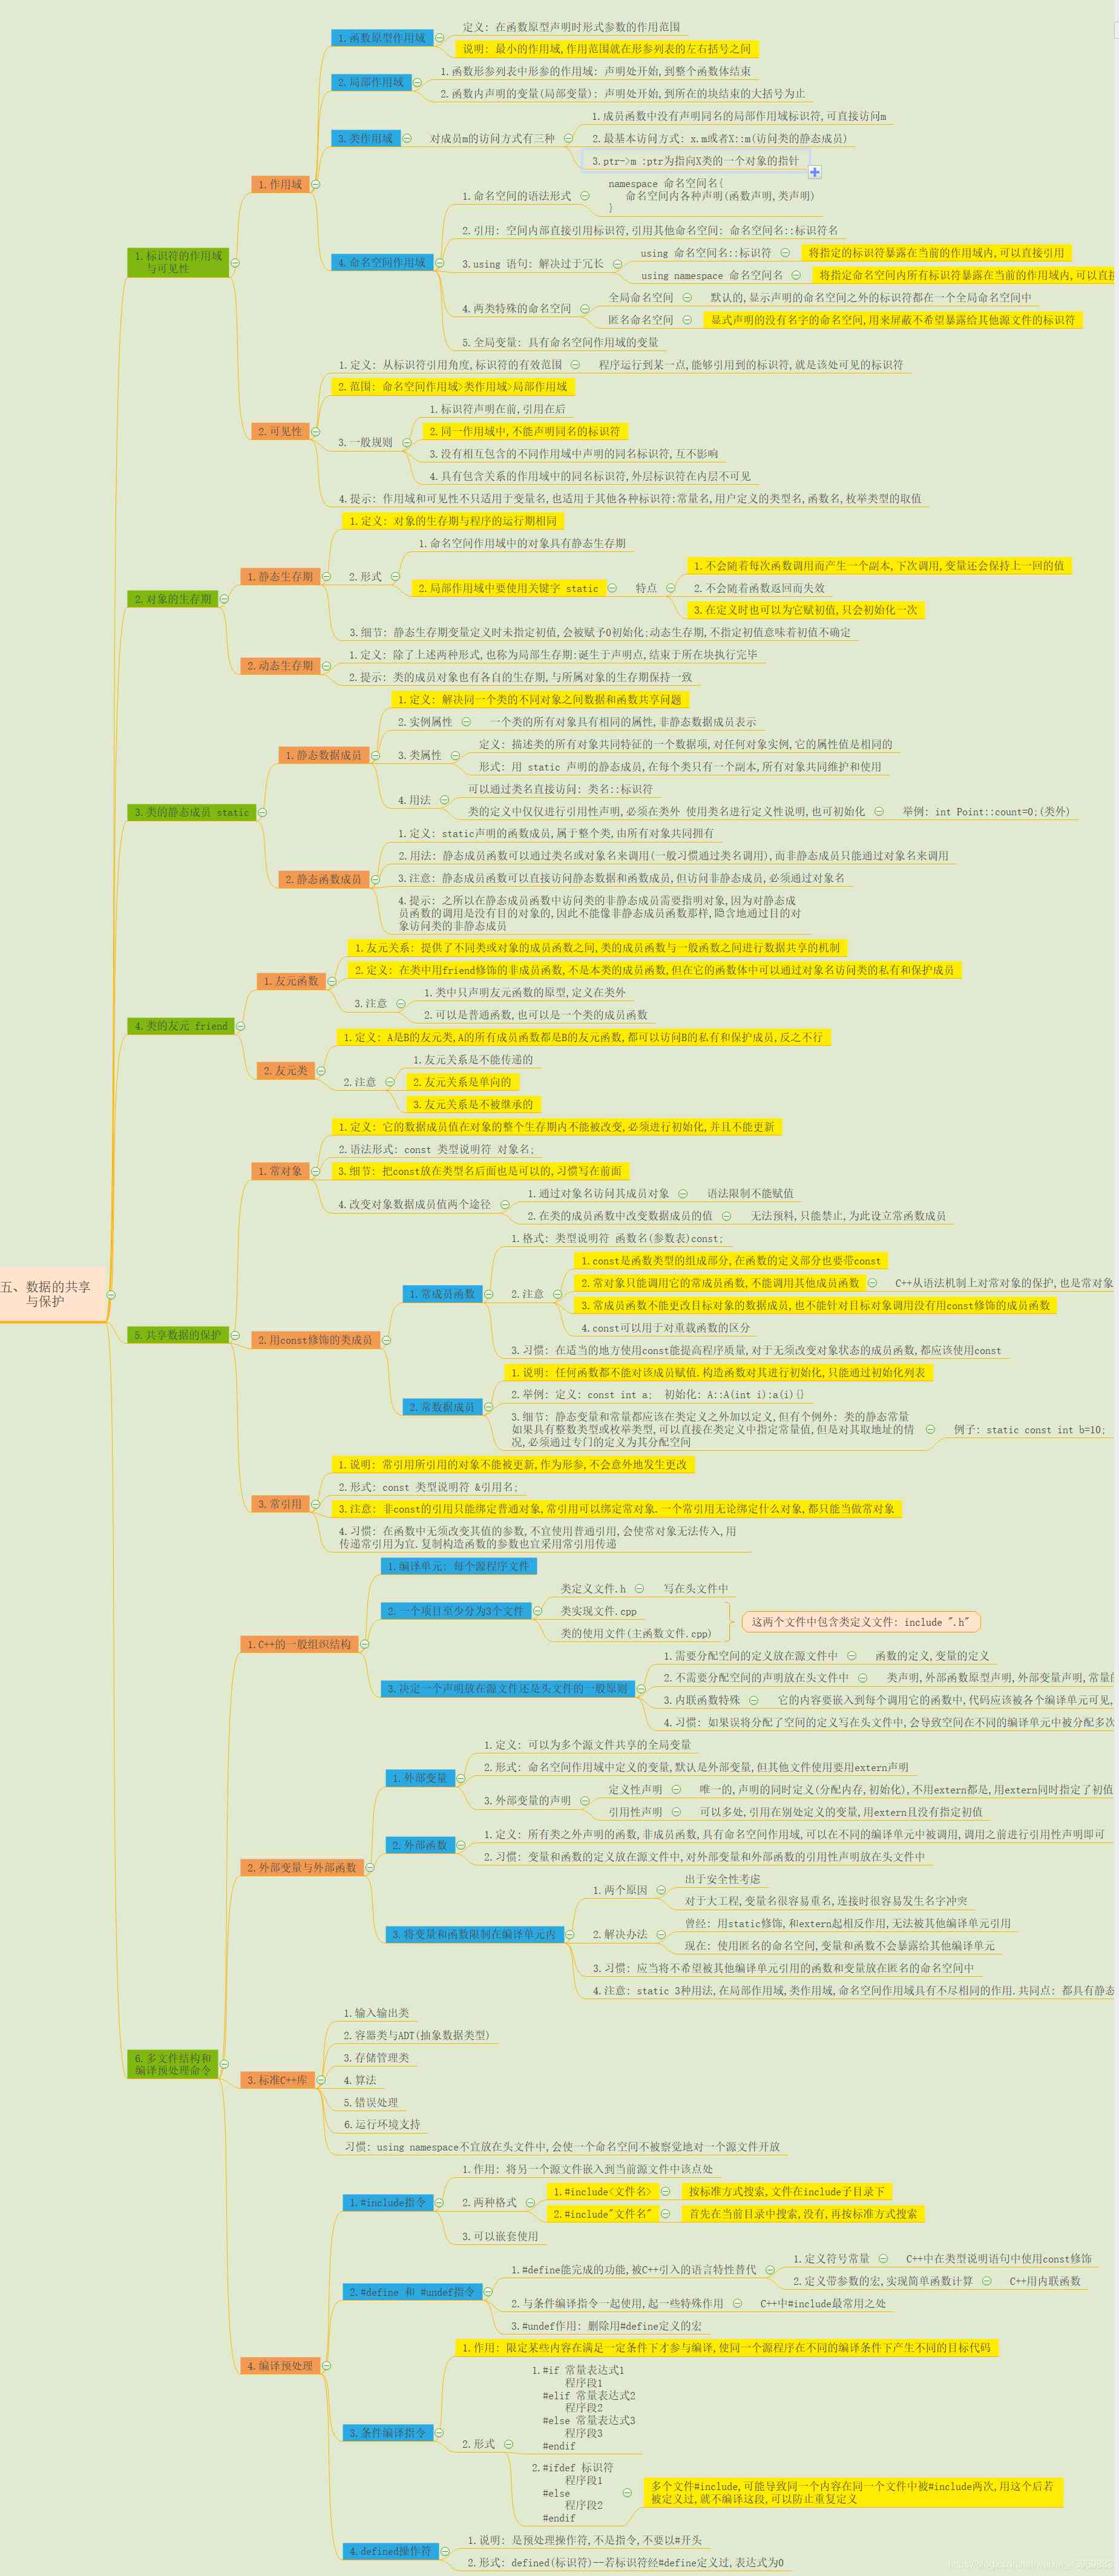 五、数据的共享
与保护
1.标识符的作用域
与可见性
1.作用域
1.函数原型作用域
定义: 在函数原型声明时形式参数的作用范围
说明: 最小的作用域,作用范围就在形参列表的左右括号之间
2.局部作用域
1.函数形参列表中形参的作用域: 声明处开始,到整个函数体结束
2.函数内声明的变量(局部变量): 声明处开始,到所在的块结束的大括号为止
3.类作用域
对成员m的访问方式有三种
1.成员函数中没有声明同名的局部作用域标识符,可直接访问m
2.最基本访问方式: x.m或者X::m(访问类的静态成员)
3.ptr->m :ptr为指向X类的一个对象的指针
4.命名空间作用域
1.命名空间的语法形式
namespace 命名空间名{
命名空间内各种声明(函数声明,类声明)
}
2.引用: 空间内部直接引用标识符,引用其他命名空间: 命名空间名::标识符名
3.using 语句: 解决过于冗长
using 命名空间名::标识符
将指定的标识符暴露在当前的作用域内,可以直接引用
using namespace 命名空间名
将指定命名空间内所有标识符暴露在当前的作用域内,可以直接
4.两类特殊的命名空间
全局命名空间
默认的,显示声明的命名空间之外的标识符都在一个全局命名空间中
匿名命名空间
显式声明的没有名字的命名空间,用来屏蔽不希望暴露给其他源文件的标识符
5.全局变量: 具有命名空间作用域的变量
2.可见性
1.定义: 从标识符引用角度,标识符的有效范围
程序运行到某一点,能够引用到的标识符,就是该处可见的标识符
2.范围: 命名空间作用域>类作用域>局部作用域
3.一般规则
1.标识符声明在前,引用在后
2.同一作用域中,不能声明同名的标识符
3.没有相互包含的不同作用域中声明的同名标识符,互不影响
4.具有包含关系的作用域中的同名标识符,外层标识符在内层不可见
4.提示: 作用域和可见性不只适用于变量名,也适用于其他各种标识符:常量名,用户定义的类型名,函数名,枚举类型的取值
2.对象的生存期
1.静态生存期
1.定义: 对象的生存期与程序的运行期相同
2.形式
1.命名空间作用域中的对象具有静态生存期
2.局部作用域中要使用关键字 static
特点
1.不会随着每次函数调用而产生一个副本,下次调用,变量还会保持上一回的值
2.不会随着函数返回而失效
3.在定义时也可以为它赋初值,只会初始化一次
3.细节: 静态生存期变量定义时未指定初值,会被赋予0初始化;动态生存期,不指定初值意味着初值不确定
2.动态生存期
1.定义: 除了上述两种形式,也称为局部生存期:诞生于声明点,结束于所在块执行完毕
2.提示: 类的成员对象也有各自的生存期,与所属对象的生存期保持一致
3.类的静态成员 static
1.静态数据成员
1.定义: 解决同一个类的不同对象之间数据和函数共享问题
2.实例属性
一个类的所有对象具有相同的属性,非静态数据成员表示
3.类属性
定义: 描述类的所有对象共同特征的一个数据项,对任何对象实例,它的属性值是相同的
形式: 用 static 声明的静态成员,在每个类只有一个副本,所有对象共同维护和使用
4.用法
可以通过类名直接访问: 类名::标识符
类的定义中仅仅进行引用性声明,必须在类外 使用类名进行定义性说明,也可初始化
举例: int Point::count=0;(类外)
2.静态函数成员
1.定义: static声明的函数成员,属于整个类,由所有对象共同拥有
2.用法: 静态成员函数可以通过类名或对象名来调用(一般习惯通过类名调用),而非静态成员只能通过对象名来调用
3.注意: 静态成员函数可以直接访问静态数据和函数成员,但访问非静态成员,必须通过对象名
4.提示: 之所以在静态成员函数中访问类的非静态成员需要指明对象,因为对静态成
员函数的调用是没有目的对象的,因此不能像非静态成员函数那样,隐含地通过目的对
象访问类的非静态成员
4.类的友元 friend
1.友元函数
1.友元关系: 提供了不同类或对象的成员函数之间,类的成员函数与一般函数之间进行数据共享的机制
2.定义: 在类中用friend修饰的非成员函数,不是本类的成员函数,但在它的函数体中可以通过对象名访问类的私有和保护成员
3.注意
1.类中只声明友元函数的原型,定义在类外
2.可以是普通函数,也可以是一个类的成员函数
2.友元类
1.定义: A是B的友元类,A的所有成员函数都是B的友元函数,都可以访问B的私有和保护成员,反之不行
2.注意
1.友元关系是不能传递的
2.友元关系是单向的
3.友元关系是不被继承的
5.共享数据的保护
1.常对象
1.定义: 它的数据成员值在对象的整个生存期内不能被改变,必须进行初始化,并且不能更新
2.语法形式: const 类型说明符 对象名;
3.细节: 把const放在类型名后面也是可以的,习惯写在前面
4.改变对象数据成员值两个途径
1.通过对象名访问其成员对象
语法限制不能赋值
2.在类的成员函数中改变数据成员的值
无法预料,只能禁止,为此设立常函数成员
2.用const修饰的类成员
1.常成员函数
1.格式: 类型说明符 函数名(参数表)const;
2.注意
1.const是函数类型的组成部分,在函数的定义部分也要带const
2.常对象只能调用它的常成员函数,不能调用其他成员函数
C++从语法机制上对常对象的保护,也是常对象
3.常成员函数不能更改目标对象的数据成员,也不能针对目标对象调用没有用const修饰的成员函数
4.const可以用于对重载函数的区分
3.习惯: 在适当的地方使用const能提高程序质量,对于无须改变对象状态的成员函数,都应该使用const
2.常数据成员
1.说明: 任何函数都不能对该成员赋值.构造函数对其进行初始化,只能通过初始化列表
2.举例: 定义: const int a; 初始化: A::A(int i):a(i){}
3.细节: 静态变量和常量都应该在类定义之外加以定义,但有个例外: 类的静态常量
如果具有整数类型或枚举类型,可以直接在类定义中指定常量值,但是对其取地址的情
况,必须通过专门的定义为其分配空间
例子: static const int b=10;
3.常引用
1.说明: 常引用所引用的对象不能被更新,作为形参,不会意外地发生更改
2.形式: const 类型说明符 &引用名;
3.注意: 非const的引用只能绑定普通对象,常引用可以绑定常对象.一个常引用无论绑定什么对象,都只能当做常对象
4.习惯: 在函数中无须改变其值的参数,不宜使用普通引用,会使常对象无法传入,用
传递常引用为宜.复制构造函数的参数也宜采用常引用传递
6.多文件结构和
编译预处理命令
1.C++的一般组织结构
1.编译单元: 每个源程序文件
2.一个项目至少分为3个文件
类定义文件.h
写在头文件中
类实现文件.cpp
类的使用文件(主函数文件.cpp)
这两个文件中包含类定义文件: include ".h"
3.决定一个声明放在源文件还是头文件的一般原则
1.需要分配空间的定义放在源文件中
函数的定义,变量的定义
2.不需要分配空间的声明放在头文件中
类声明,外部函数原型声明,外部变量声明,常量的
3.内联函数特殊
它的内容要嵌入到每个调用它的函数中,代码应该被各个编译单元可见,
4.习惯: 如果误将分配了空间的定义写在头文件中,会导致空间在不同的编译单元中被分配多次
2.外部变量与外部函数
1.外部变量
1.定义: 可以为多个源文件共享的全局变量
2.形式: 命名空间作用域中定义的变量,默认是外部变量,但其他文件使用要用extern声明
3.外部变量的声明
定义性声明
唯一的,声明的同时定义(分配内存,初始化),不用extern都是,用extern同时指定了初值
引用性声明
可以多处,引用在别处定义的变量,用extern且没有指定初值
2.外部函数
1.定义: 所有类之外声明的函数,非成员函数,具有命名空间作用域,可以在不同的编译单元中被调用,调用之前进行引用性声明即可
2.习惯: 变量和函数的定义放在源文件中,对外部变量和外部函数的引用性声明放在头文件中
3.将变量和函数限制在编译单元内
1.两个原因
出于安全性考虑
对于大工程,变量名很容易重名,连接时很容易发生名字冲突
2.解决办法
曾经: 用static修饰,和extern起相反作用,无法被其他编译单元引用
现在: 使用匿名的命名空间,变量和函数不会暴露给其他编译单元
3.习惯: 应当将不希望被其他编译单元引用的函数和变量放在匿名的命名空间中
4.注意: static 3种用法,在局部作用域,类作用域,命名空间作用域具有不尽相同的作用.共同点: 都具有静态
3.标准C++库
1.输入输出类
2.容器类与ADT(抽象数据类型)
3.存储管理类
4.算法
5.错误处理
6.运行环境支持
习惯: using namespace不宜放在头文件中,会使一个命名空间不被察觉地对一个源文件开放
4.编译预处理
1.#include指令
1.作用: 将另一个源文件嵌入到当前源文件中该点处
2.两种格式
1.#include<文件名>
按标准方式搜索,文件在include子目录下
2.#include"文件名"
首先在当前目录中搜索,没有,再按标准方式搜索
3.可以嵌套使用
2.#define 和 #undef指令
1.#define能完成的功能,被C++引入的语言特性替代
1.定义符号常量
C++中在类型说明语句中使用const修饰
2.定义带参数的宏,实现简单函数计算
C++用内联函数
2.与条件编译指令一起使用,起一些特殊作用
C++中#include最常用之处
3.#undef作用: 删除用#define定义的宏
3.条件编译指令
1.作用: 限定某些内容在满足一定条件下才参与编译,使同一个源程序在不同的编译条件下产生不同的目标代码
2.形式
1.#if 常量表达式1
程序段1
#elif 常量表达式2
程序段2
#else 常量表达式3
程序段3
#endif
2.#ifdef 标识符
程序段1
#else
程序段2
#endif
多个文件#include,可能导致同一个内容在同一个文件中被#include两次,用这个后若
被定义过,就不编译这段,可以防止重复定义
4.defined操作符
1.说明: 是预处理操作符,不是指令,不要以#开头
2.形式: defined(标识符)--若标识符经#define定义过,表达式为0